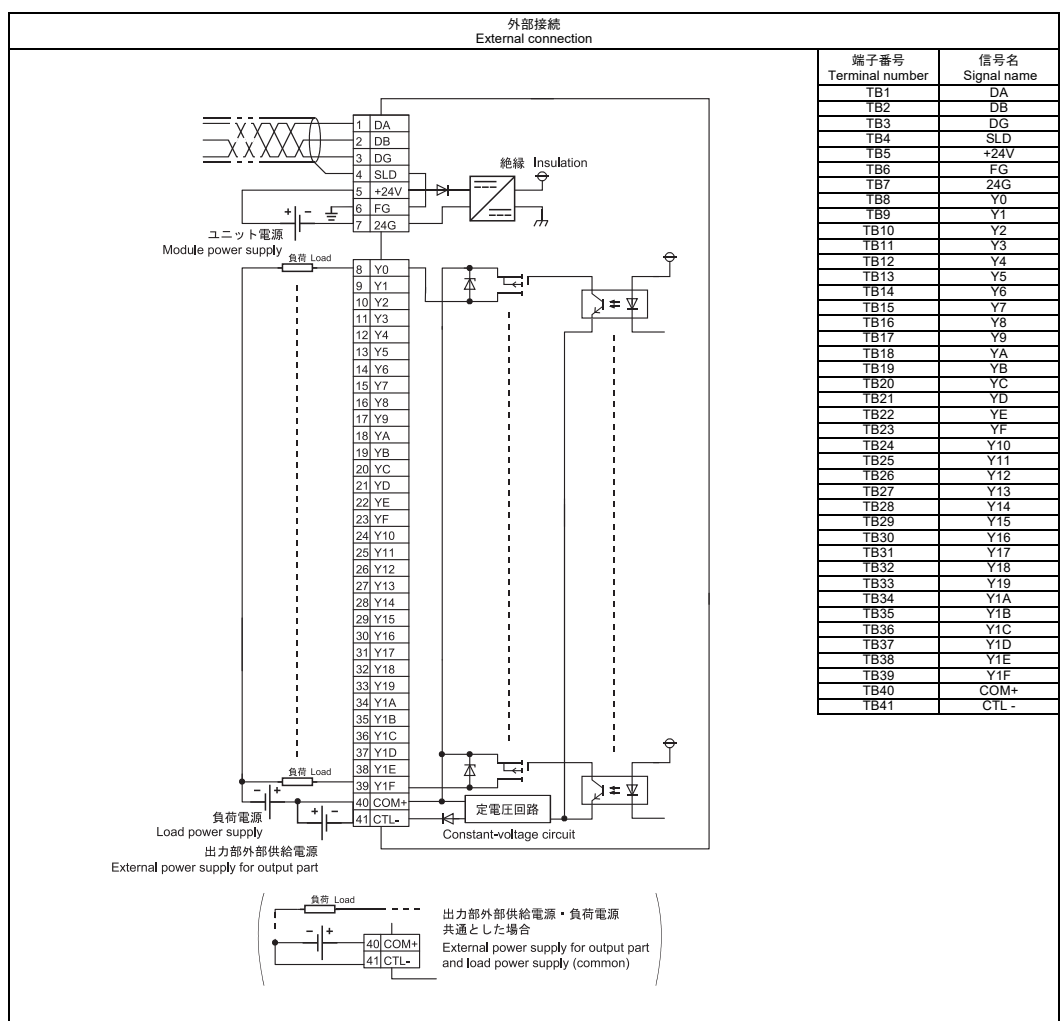 外部接続
External connection
端子番号 信号名
Terminal number Signal name
TB1 DA
TB2 DB
TB3 DG
TB4 SLD
TB5 +24V
TB6 FG
TB7 24G
TB8 Y0
TB9 Y1
TB10 Y2
TB11 Y3
TB12 Y4
TB13 Y5
TB14 Y6
TB15 Y7
TB16 Y8
TB17 Y9
TB18 YA
TB19 YB
TB20 YC
TB21 YD
TB22 YE
TB23 YF
TB24 Y10
TB25 Y11
TB26 Y12
TB27 Y13
TB28 Y14
TB29 Y15
TB30 Y16
TB31 Y17
TB32 Y18
TB33 Y19
TB34 Y1A
TB35 Y1B
TB36 Y1C
TB37 Y1D
TB38 Y1E
TB39 Y1F
TB40 COM+
TB41 CTL -
1 DA
2 DB
3 DG
4 SLD
5 +24V
6 FG
7 24G
絶縁 Insulation
+ -
ユニット電源
Module power supply
負荷 Load
8 Y0
9 Y1
10 Y2
11 Y3
12 Y4
13 Y5
14 Y6
15 Y7
16 Y8
17 Y9
18 YA
19 YB
20 YC
21 YD
22 YE
23 YF
24 Y10
25 Y11
26 Y12
27 Y13
28 Y14
29 Y15
30 Y16
31 Y17
32 Y18
33 Y19
34 Y1A
35 Y1B
36 Y1C
37 Y1D
38 Y1E
39 Y1F
40 COM+
41 CTL-
負荷 Load
- +
負荷電源
Load power supply
+ -
出力部外部供給電源
External power supply for output part
定電圧回路
Constant-voltage circuit
負荷 Load
- +
40 COM+
41 CTL-
出力部外部供給電源・負荷電源
共通とした場合
External power supply for output part
and load power supply (common)